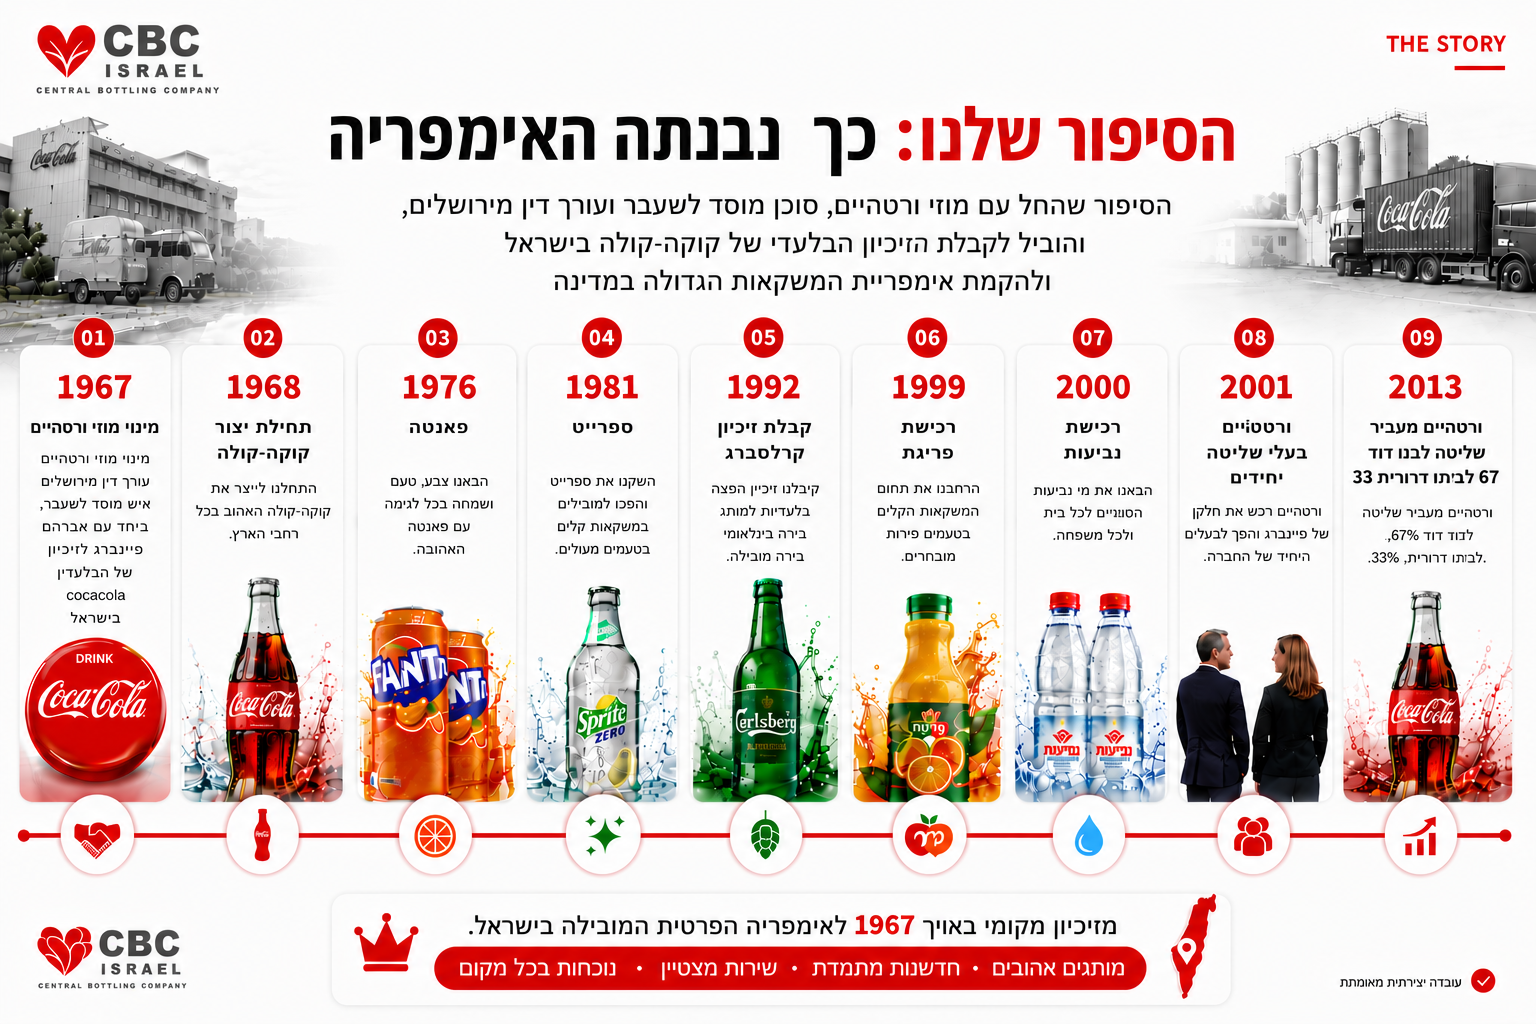 CBC
ISRAEL
CENTRAL BOTTLING COMPANY
THE STORY
הסיפור שלנו: כך נבנתה האימפריה
הסיפור שהחל עם מוזי ורטהיים, סוכן מוסד לשעבר ועורך דין מירושלים,
והוביל לקבלת הזיכיון הבלעדי של קוקה-קולה בישראל
ולהקמת אימפריית המשקאות הגדולה במדינה
Coca-Cola
Coca-Cola
01
1967
מינוי מוזי ורסהיים
מינוי מוזי ורטהיים
עורך דין מירושלים
איש מוסד לשעבר,
ביחד עם אברהם
פיינברג לזיכיון
של הבלעדין
cocacola
בישראל
DRINK
Coca-Cola
02
1968
תחילת יצור
קוקה-קולה
התחלנו לייצר את
קוקה-קולה האהוב בכל
רחבי הארץ.
Coca-Cola
03
1976
פאנטה
הבאנו צבע, טעם
ושמחה בכל לגימה
עם פאנטה
האהובה.
04
1981
ספרייט
השקנו את ספרייט
והפכו למובילים
במשקאות קלים
בטעמים מעולים.
Sprite
ZERO
05
1992
קבלת זיכיון
קרלסברג
קיבלנו זיכיין הפצה
בלעדיות למותג
בירה בינלאומי
בירה מובילה.
Carlsberg
06
1999
רכישת
פריגת
הרחבנו את תחום
המשקאות הקלים
בטעמים פירות
מובחרים.
07
2000
רכישת
נביעות
הבאנו את מי נביעות
הסוגיים לכל בית
ולכל משפחה.
נביעות
נביעות
08
2001
בעלי שליטה
יחידים
ורטהיים רכש את חלקן
של פיינברג והפך לבעלים
היחיד של החברה.
09
2013
ורטהיים מעביר
שליטה לבנו דוד
67 לביתו דרורית 33
ורטהיים מעביר שליטה
דוד 67%,.
דרורית, 33%.
Coca-Cola
CBC
ISRAEL
CENTRAL BOTTLING COMPANY
מזיכיון מקומי באויך 1967 לאימפריה הפרטית המובילה בישראל.
מותגים אהובים • חדשנות מתמדת • שירות מצטיין • נוכחות בכל מקום
עובדה יצירתית מאומתת